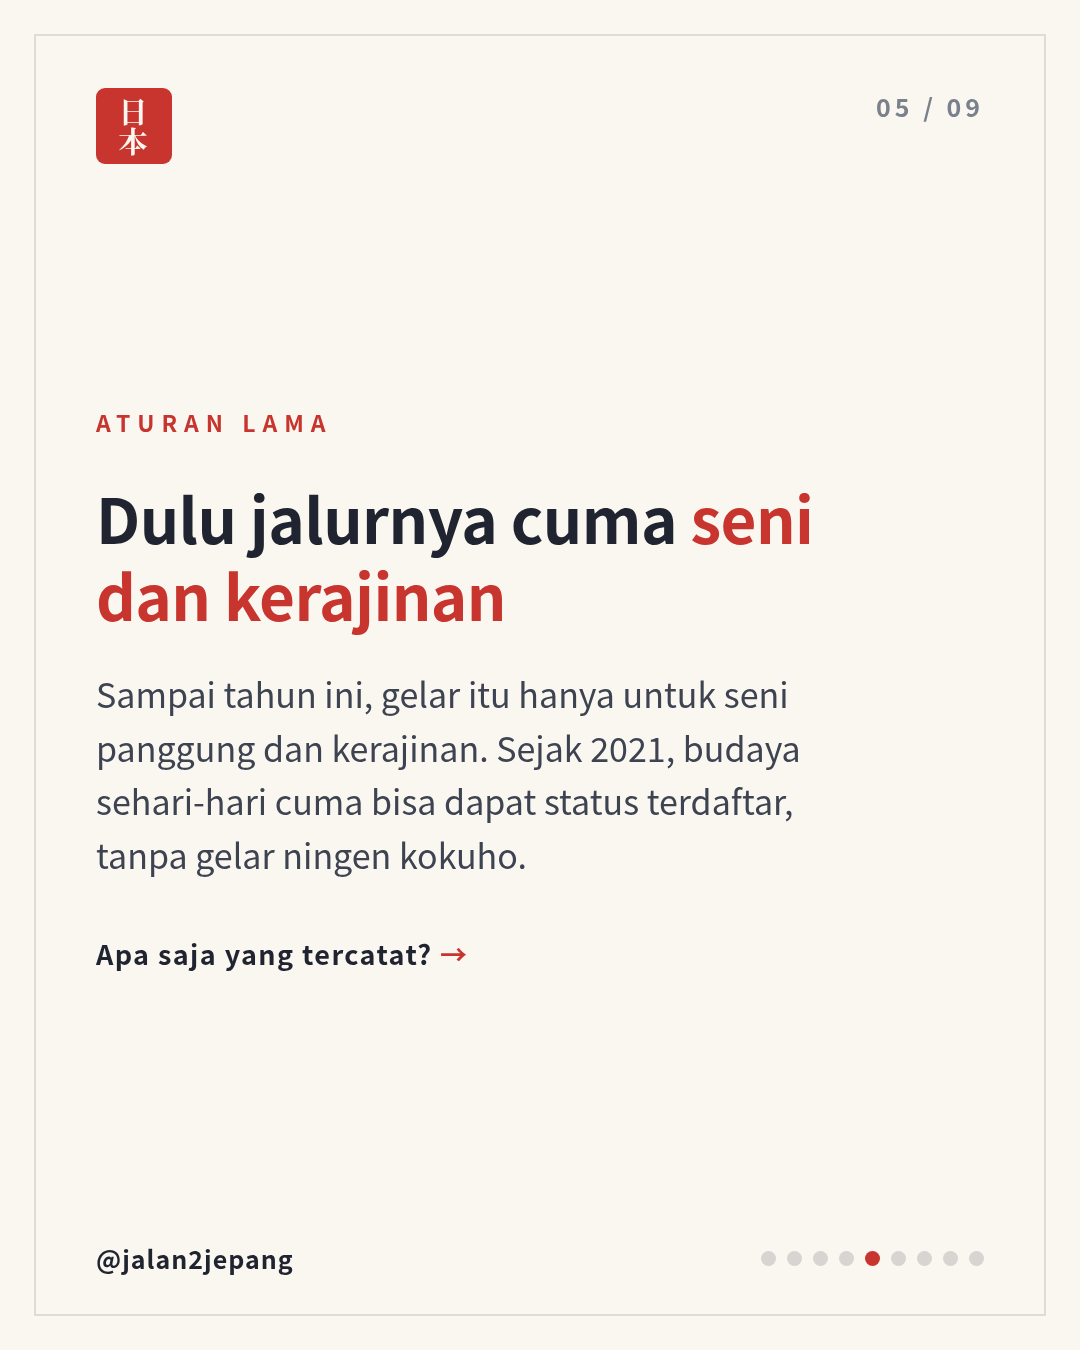 日
本
05 / 09
ATURAN LAMA
Dulu jalurnya cuma seni
dan kerajinan
Sampai tahun ini, gelar itu hanya untuk seni
panggung dan kerajinan. Sejak 2021, budaya
sehari-hari cuma bisa dapat status terdaftar,
tanpa gelar ningen kokuho.
Apa saja yang tercatat? →
@jalan2jepang